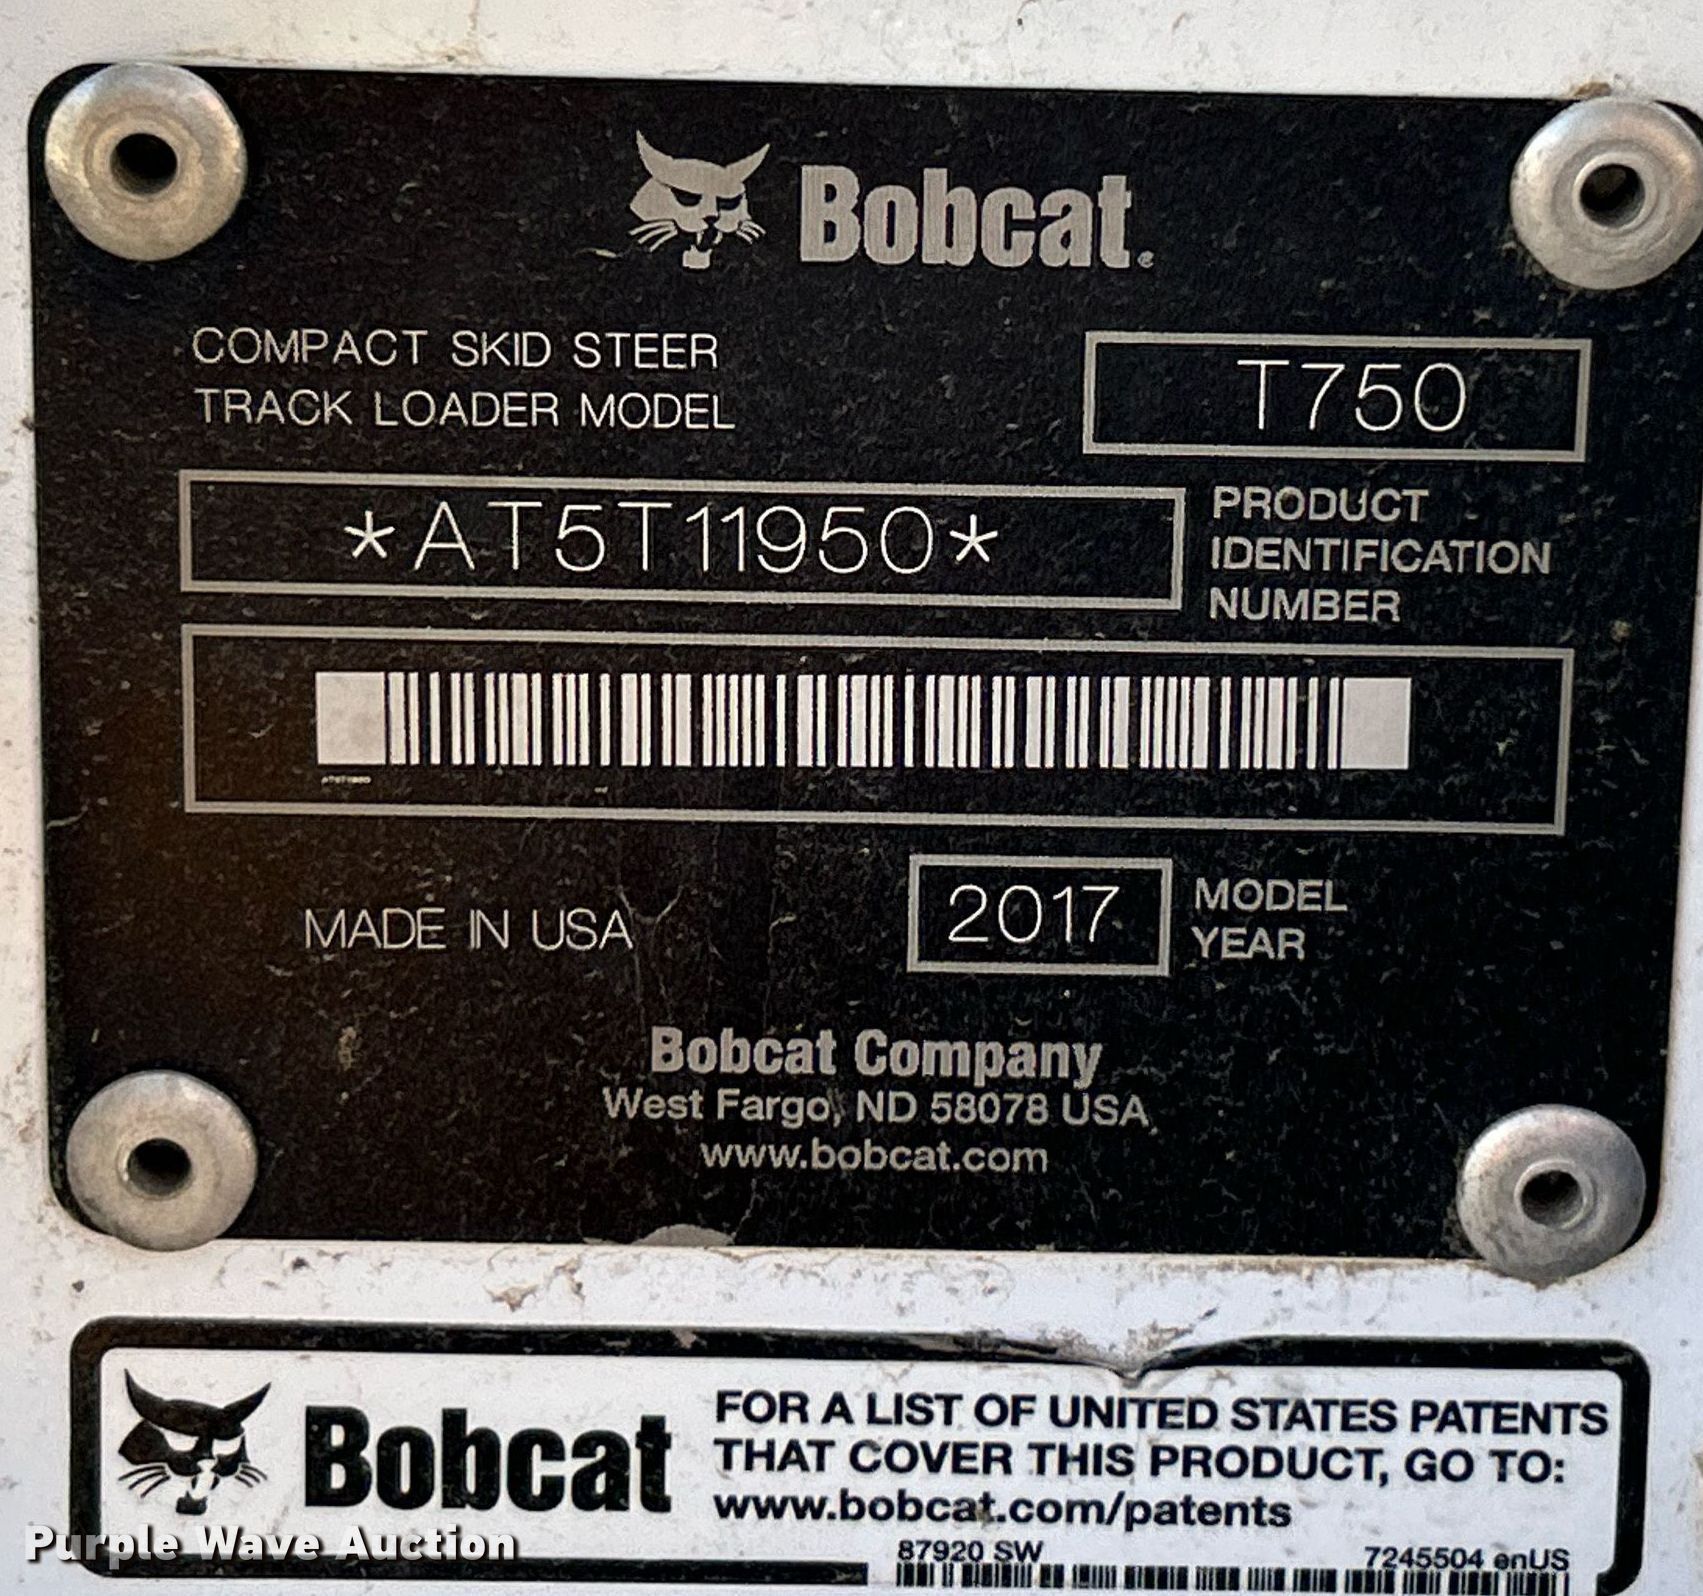 Bobcat.
COMPACT SKID STEER
TRACK LOADER MODEL
T750
*AT5T11950*
PRODUCT
IDENTIFICATION
NUMBER
MADE IN USA
2017
MODEL
YEAR
Bobcat Company
West Fargo, ND 58078 USA
www.bobcat.com
Bobcat
FOR A LIST OF UNITED STATES PATENTS
THAT COVER THIS PRODUCT, GO TO:
www.bobcat.com/patents
87920 SW
7245504 enUS
Purple Wave Auction